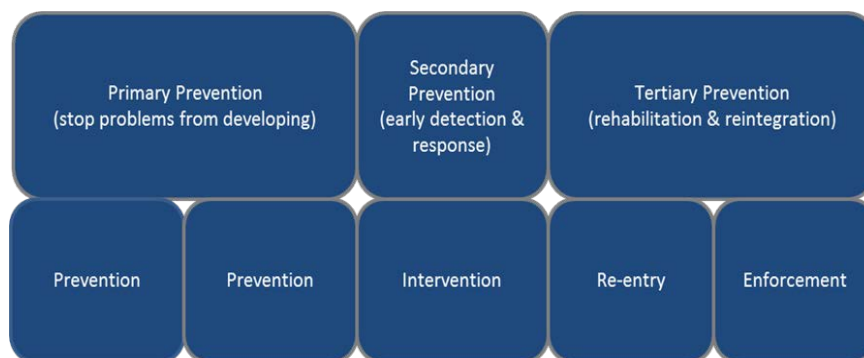 Primary Prevention
(stop problems from developing)
Secondary
Prevention
(early detection &
response)
Tertiary Prevention
(rehabilitation & reintegration)
Prevention
Prevention
Intervention
Re-entry
Enforcement